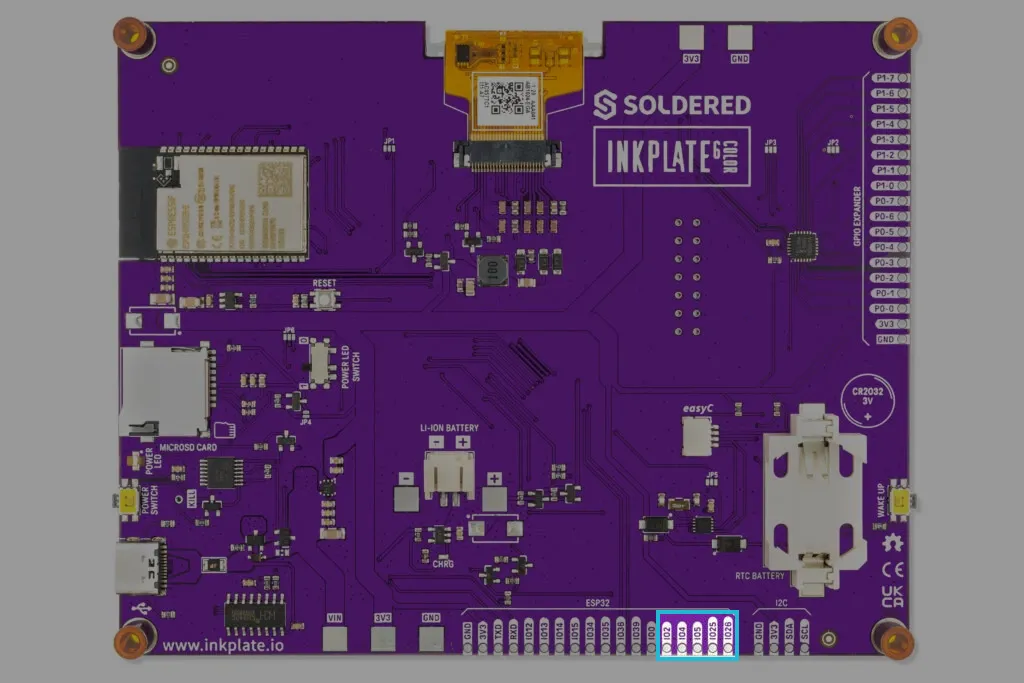 3V3
GND
SOLDERED
INKPLATE6
COLOR
JP1
JP3
JP2
P1-7
P1-6
P1-5
P1-4
P1-3
P1-2
P1-1
P1-0
P0-7
P0-6
P0-5
P0-4
P0-3
P0-2
P0-1
P0-0
3V3
GND
GPIO EXPANDER
ESPRESSIF
100
RESET
JP6
POWER LED
SWITCH
JP4
MICROSD CARD
POWER
LED
POWER
SWITCH
KILL
LI-ION BATTERY
- +
- +
easyC
CR2032
3V
+
JP5
WAKE UP
RTC BATTERY
CHRG
CE
UK
CA
ESP32
I2C
VIN
3V3
GND
GND
3V3
TXD
RXD
IO12
IO13
IO14
IO15
IO34
IO35
IO36
IO39
IO0
IO2
IO4
IO5
IO25
IO26
GND
3V3
SDA
SCL
www.inkplate.io